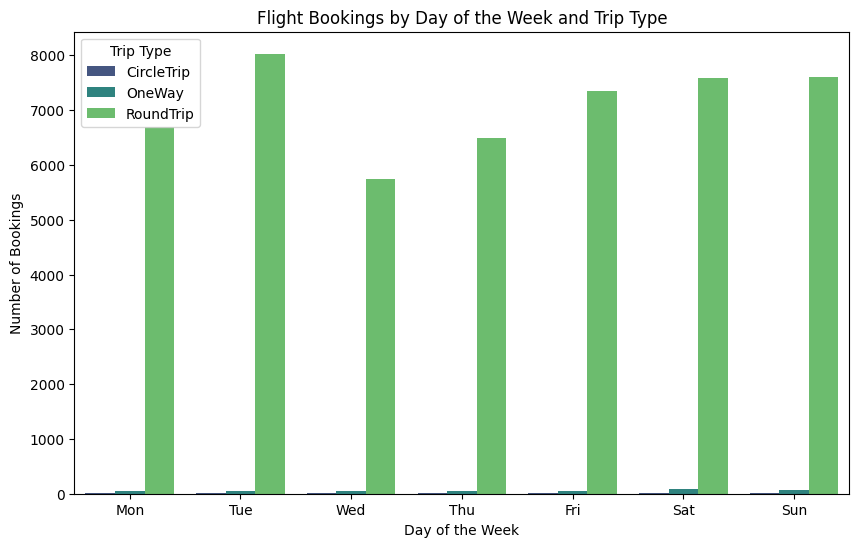 Flight Bookings by Day of the Week and Trip Type
Trip Type
CircleTrip
OneWay
RoundTrip
8000
7000
6000
5000
4000
3000
2000
1000
0
Number of Bookings
Mon Tue Wed Thu Fri Sat Sun
Day of the Week